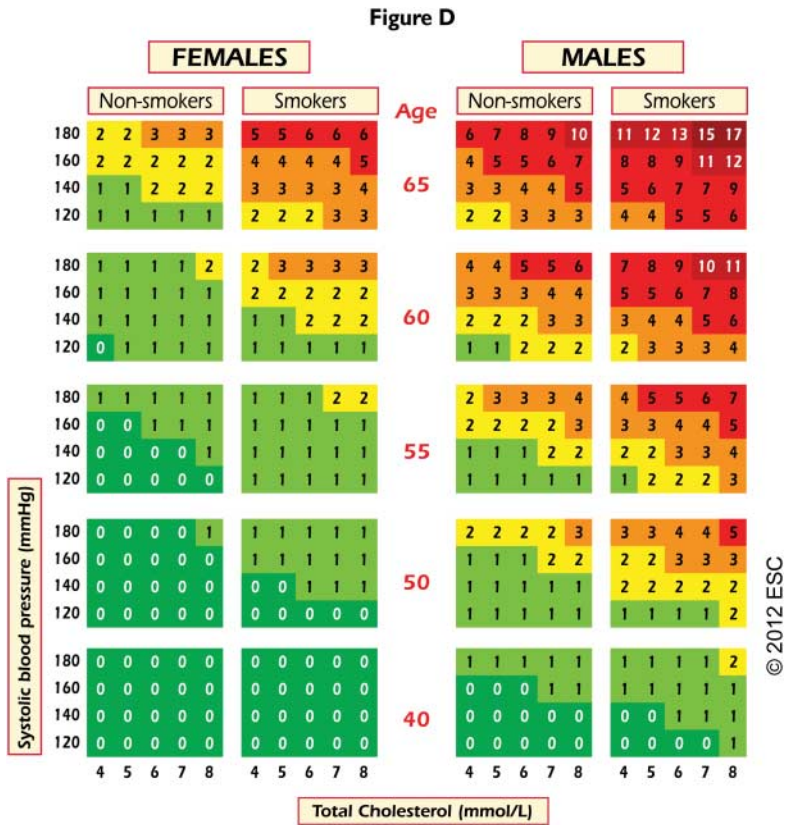 Figure D
FEMALES MALES
Non-smokers Smokers Age Non-smokers Smokers
180 2 2 3 3 3 5 5 6 6 6 6 7 8 9 10 11 12 13 15 17
160 2 2 2 2 2 4 4 4 4 5 4 5 5 6 7 8 8 9 11 12
65
140 1 1 2 2 2 3 3 3 3 4 3 3 4 4 5 5 6 7 7 9
120 1 1 1 1 1 2 2 2 3 3 2 2 3 3 3 4 4 5 5 6
180 1 1 1 1 2 2 3 3 3 3 4 4 5 5 6 7 8 9 10 11
160 1 1 1 1 1 2 2 2 2 2 3 3 3 4 4 5 5 6 7 8
60
140 1 1 1 1 1 1 1 2 2 2 2 2 2 3 3 3 4 4 5 6
120 0 1 1 1 1 1 1 1 1 1 1 1 2 2 2 2 3 3 3 4
180 1 1 1 1 1 1 1 1 2 2 2 3 3 3 4 4 5 5 6 7
160 0 0 1 1 1 1 1 1 1 1 2 2 2 2 3 3 3 4 4 5
55
140 0 0 0 0 1 1 1 1 1 1 1 1 1 2 2 2 2 3 3 4
120 0 0 0 0 0 1 1 1 1 1 1 1 1 1 1 1 2 2 2 3
180 0 0 0 0 1 1 1 1 1 1 2 2 2 2 3 3 3 4 4 5
160 0 0 0 0 0 1 1 1 1 1 1 1 1 2 2 2 2 3 3 3
50
140 0 0 0 0 0 0 0 1 1 1 1 1 1 1 1 2 2 2 2 2
120 0 0 0 0 0 0 0 0 0 0 1 1 1 1 1 1 1 1 1 2
180 0 0 0 0 0 0 0 0 0 0 1 1 1 1 1 1 1 1 1 2
160 0 0 0 0 0 0 0 0 0 0 0 0 0 1 1 1 1 1 1 1
40
140 0 0 0 0 0 0 0 0 0 0 0 0 0 0 0 0 0 1 1 1
120 0 0 0 0 0 0 0 0 0 0 0 0 0 0 0 0 0 0 0 1
4 5 6 7 8 4 5 6 7 8 4 5 6 7 8 4 5 6 7 8
Total Cholesterol (mmol/L)
Systolic blood pressure (mmHg)
© 2012 ESC